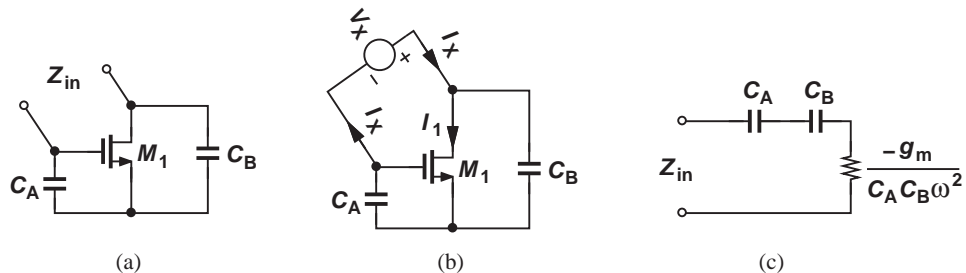 Z_in
C_A
M_1
C_B
(a)
V_X
I_X
I_X
I_1
M_1
C_A
C_B
(b)
C_A
C_B
Z_in
−g_m
C_A C_B ω^2
(c)